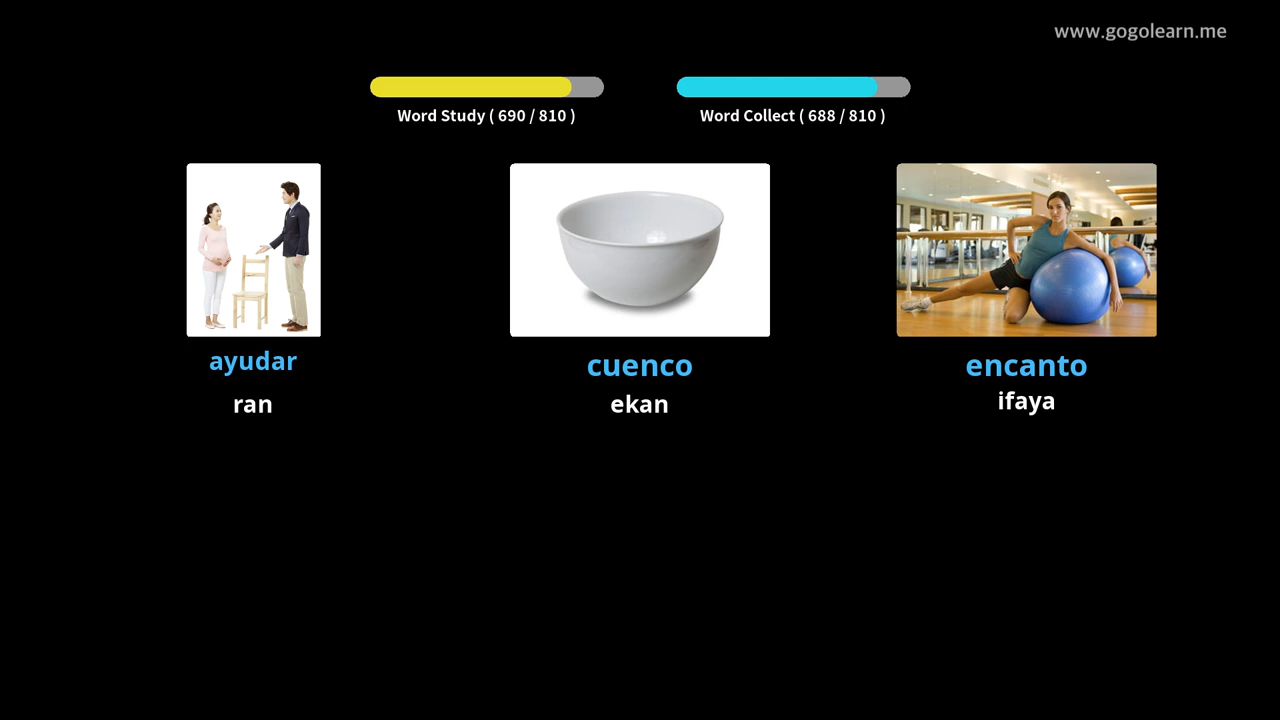 www.gogolearn.me
Word Study ( 690 / 810 )
Word Collect ( 688 / 810 )
ayudar
cuenco
encanto
ran
ekan
ifaya